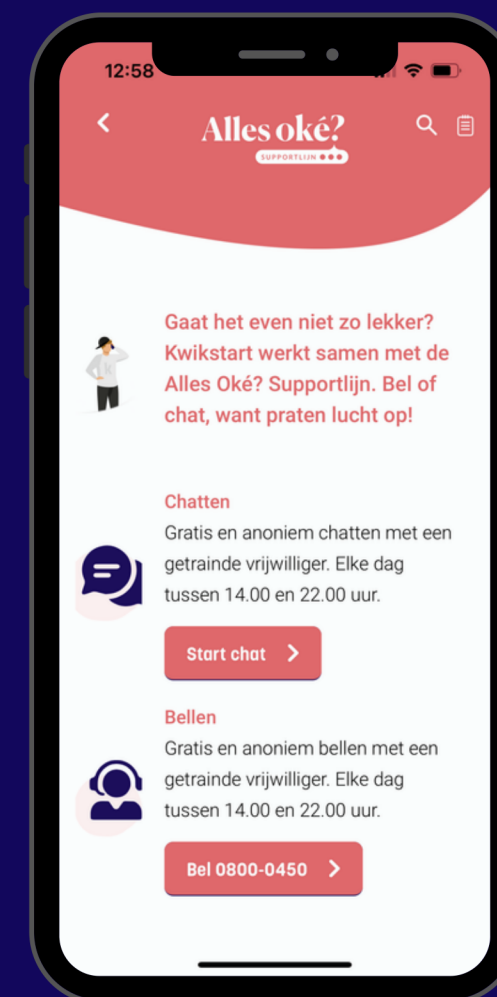 12:58
Alles oké?
SUPPORTLIJN
Gaat het even niet zo lekker?
Kwikstart werkt samen met de
Alles Oké? Supportlijn. Bel of
chat, want praten lucht op!
Chatten
Gratis en anoniem chatten met een
getrainde vrijwilliger. Elke dag
tussen 14.00 en 22.00 uur.
Start chat
Bellen
Gratis en anoniem bellen met een
getrainde vrijwilliger. Elke dag
tussen 14.00 en 22.00 uur.
Bel 0800-0450